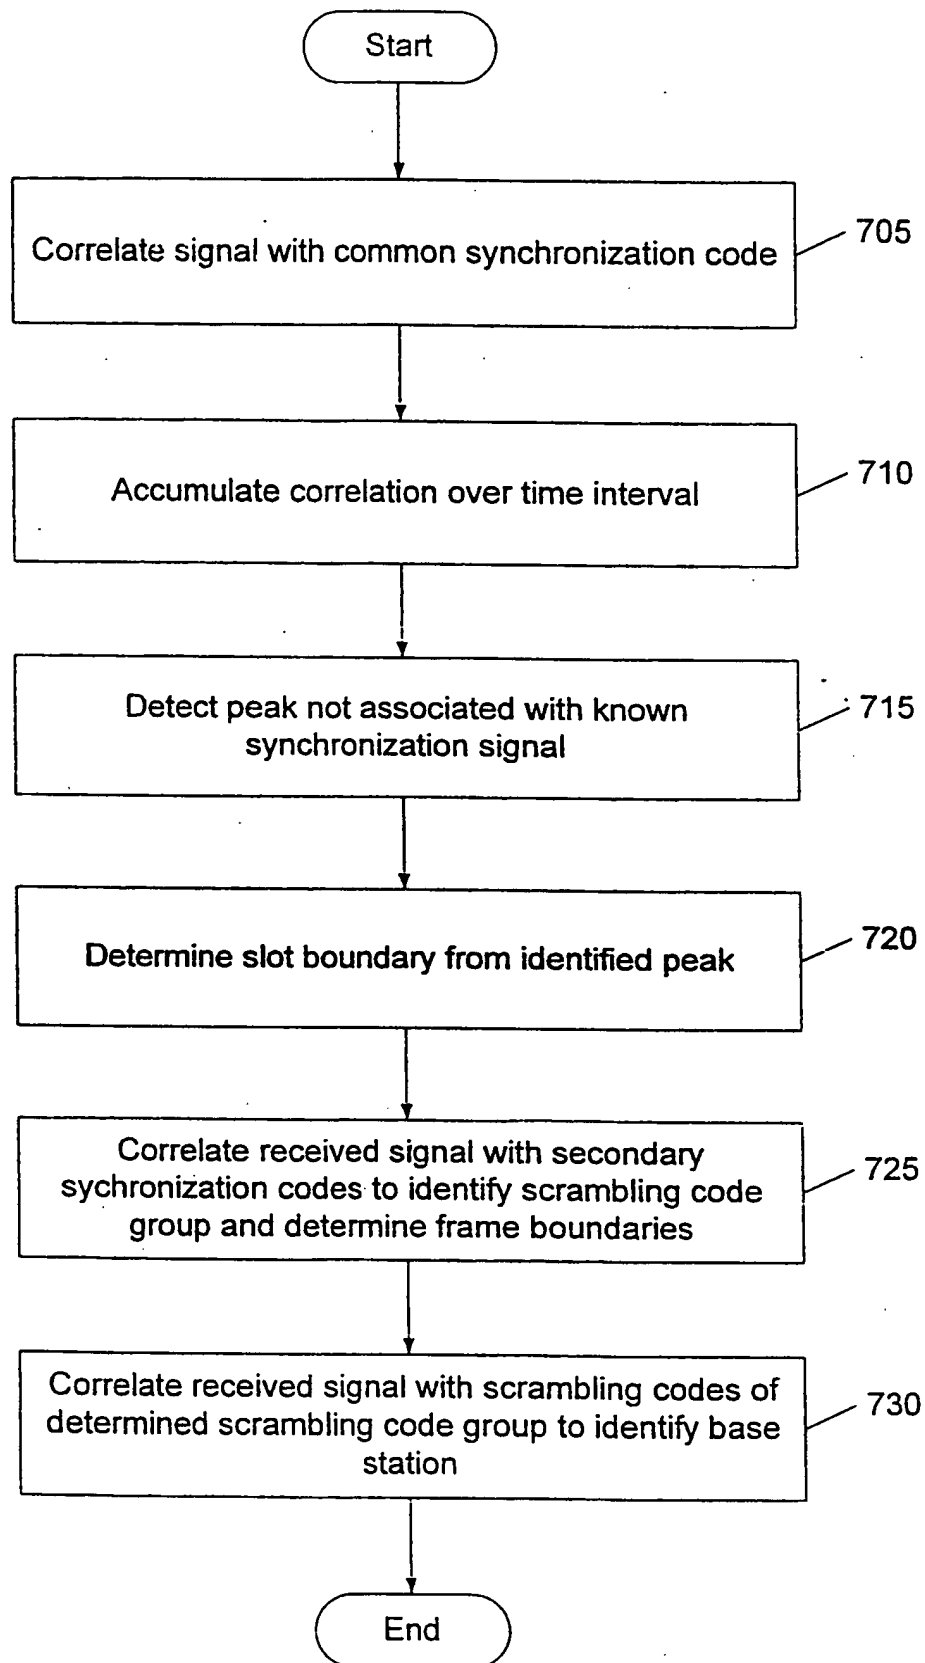 Start
Correlate signal with common synchronization code
705
Accumulate correlation over time interval
710
Detect peak not associated with known
synchronization signal
715
Determine slot boundary from identified peak
720
Correlate received signal with secondary
sychronization codes to identify scrambling code
group and determine frame boundaries
725
Correlate received signal with scrambling codes of
determined scrambling code group to identify base
station
730
End